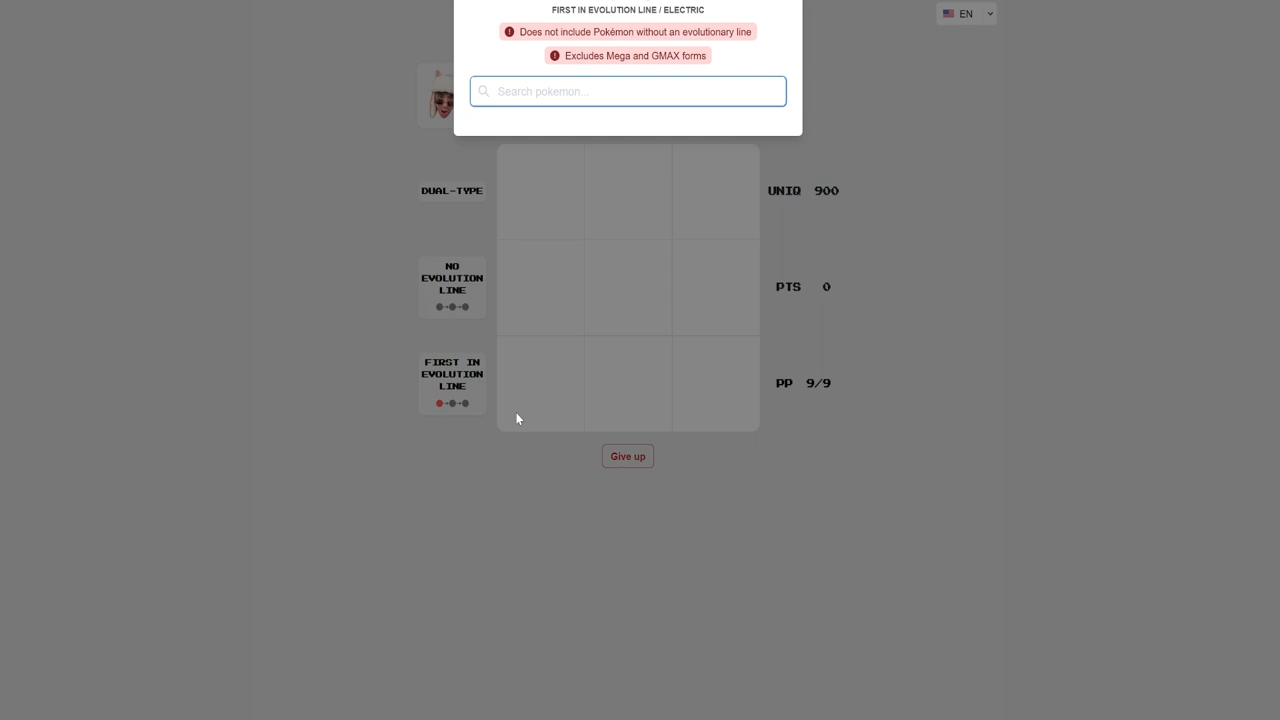 FIRST IN EVOLUTION LINE / ELECTRIC
EN
Does not include Pokémon without an evolutionary line
Excludes Mega and GMAX forms
Search pokemon...
DUAL-TYPE
UNIQ 900
NO
EVOLUTION
LINE
PTS 0
FIRST IN
EVOLUTION
LINE
PP 9/9
Give up